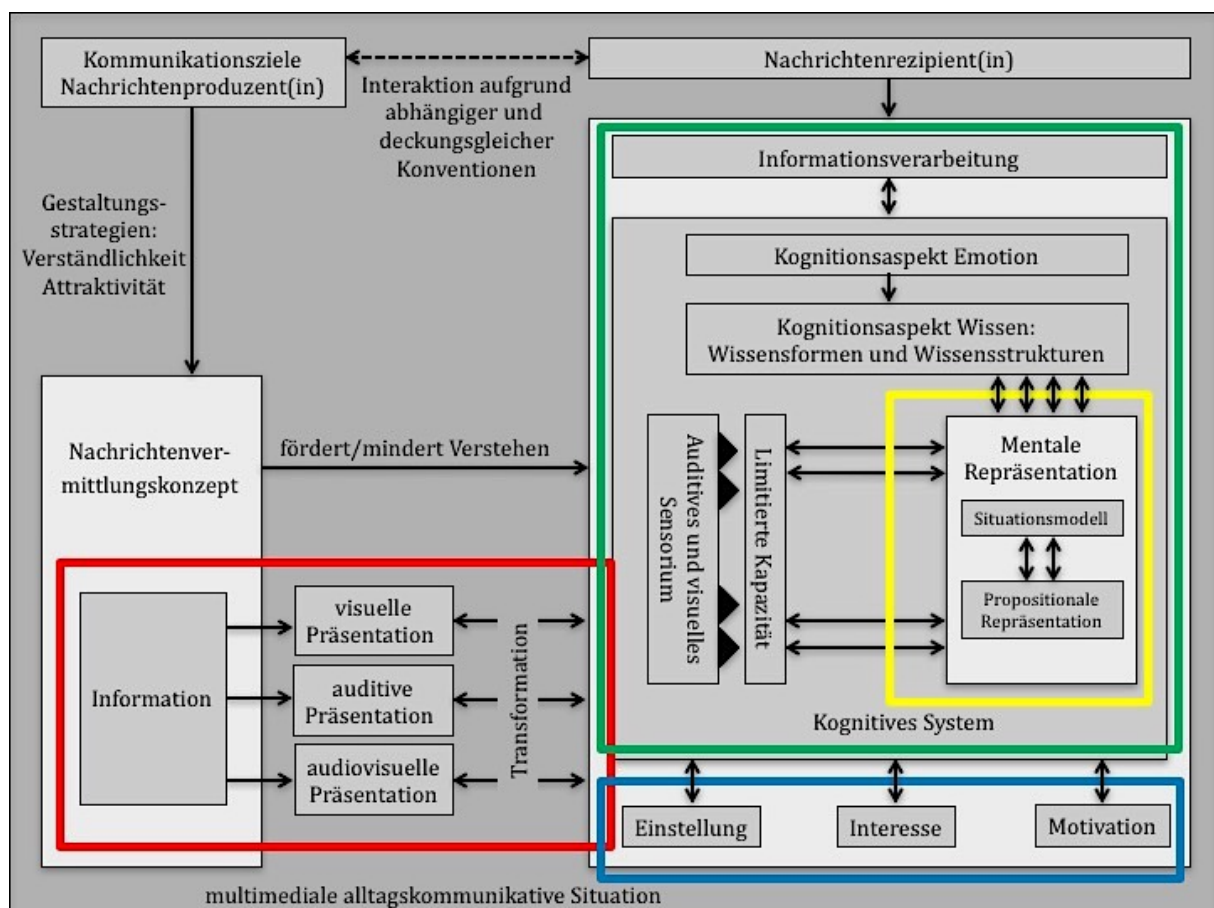 Kommunikationsziele
Nachrichtenproduzent(in)
Nachrichtenrezipient(in)
Interaktion aufgrund
abhängiger und
deckungsgleicher
Konventionen
Informationsverarbeitung
Gestaltungs-
strategien:
Verständlichkeit
Attraktivität
Kognitionsaspekt Emotion
Kognitionsaspekt Wissen:
Wissensformen und Wissensstrukturen
Nachrichtenver-
mittlungskonzept
fördert/mindert Verstehen
Auditives und visuelles
Sensorium
Limitierte Kapazität
Mentale
Repräsentation
Situationsmodell
Propositionale
Repräsentation
Kognitives System
Information
visuelle
Präsentation
auditive
Präsentation
audiovisuelle
Präsentation
Transformation
Einstellung
Interesse
Motivation
multimediale alltagskommunikative Situation